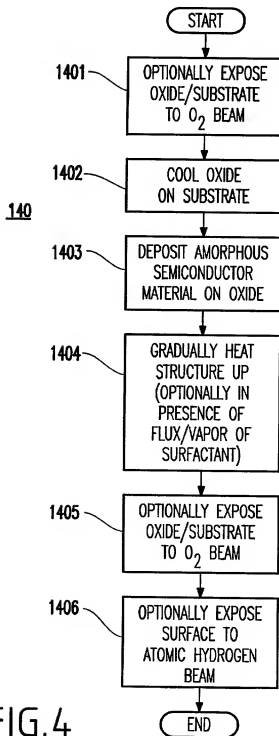 START
1401
OPTIONALLY EXPOSE
OXIDE/SUBSTRATE
TO O2 BEAM
1402
COOL OXIDE
ON SUBSTRATE
140
1403
DEPOSIT AMORPHOUS
SEMICONDUCTOR
MATERIAL ON OXIDE
1404
GRADUALLY HEAT
STRUCTURE UP
(OPTIONALLY IN
PRESENCE OF
FLUX/VAPOR OF
SURFACTANT)
1405
OPTIONALLY EXPOSE
OXIDE/SUBSTRATE
TO O2 BEAM
1406
OPTIONALLY EXPOSE
SURFACE TO
ATOMIC HYDROGEN
BEAM
END
FIG.4